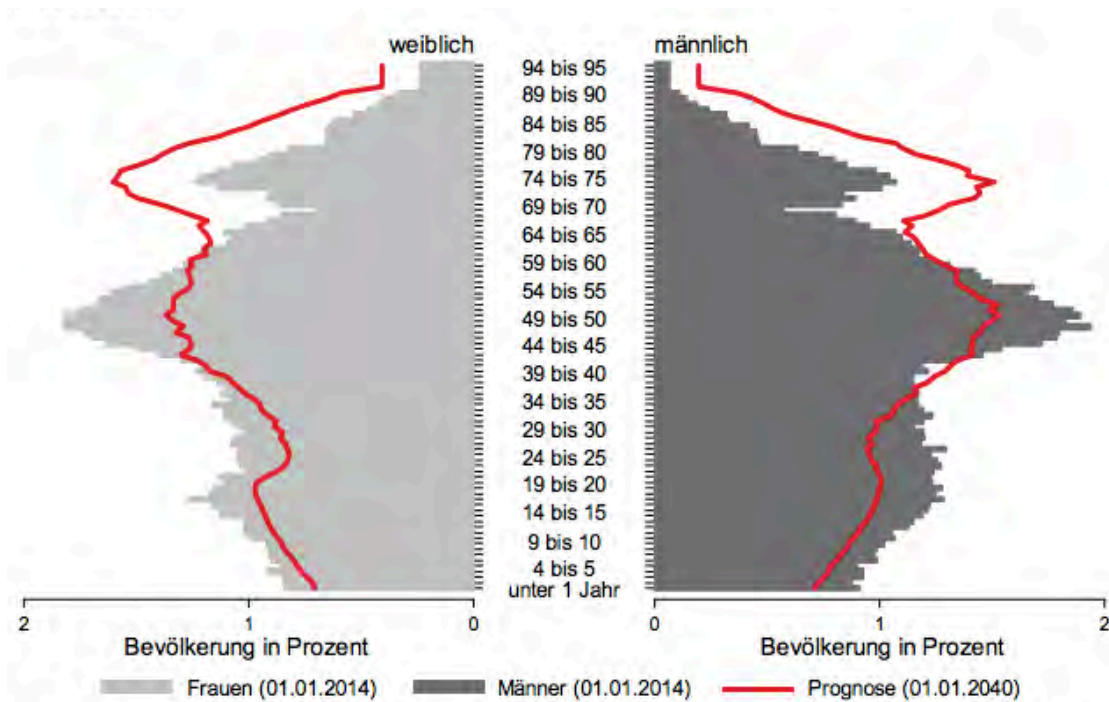 weiblich männlich
94 bis 95
89 bis 90
84 bis 85
79 bis 80
74 bis 75
69 bis 70
64 bis 65
59 bis 60
54 bis 55
49 bis 50
44 bis 45
39 bis 40
34 bis 35
29 bis 30
24 bis 25
19 bis 20
14 bis 15
9 bis 10
4 bis 5
unter 1 Jahr
2 1 0 0 1 2
Bevölkerung in Prozent Bevölkerung in Prozent
Frauen (01.01.2014) Männer (01.01.2014) Prognose (01.01.2040)